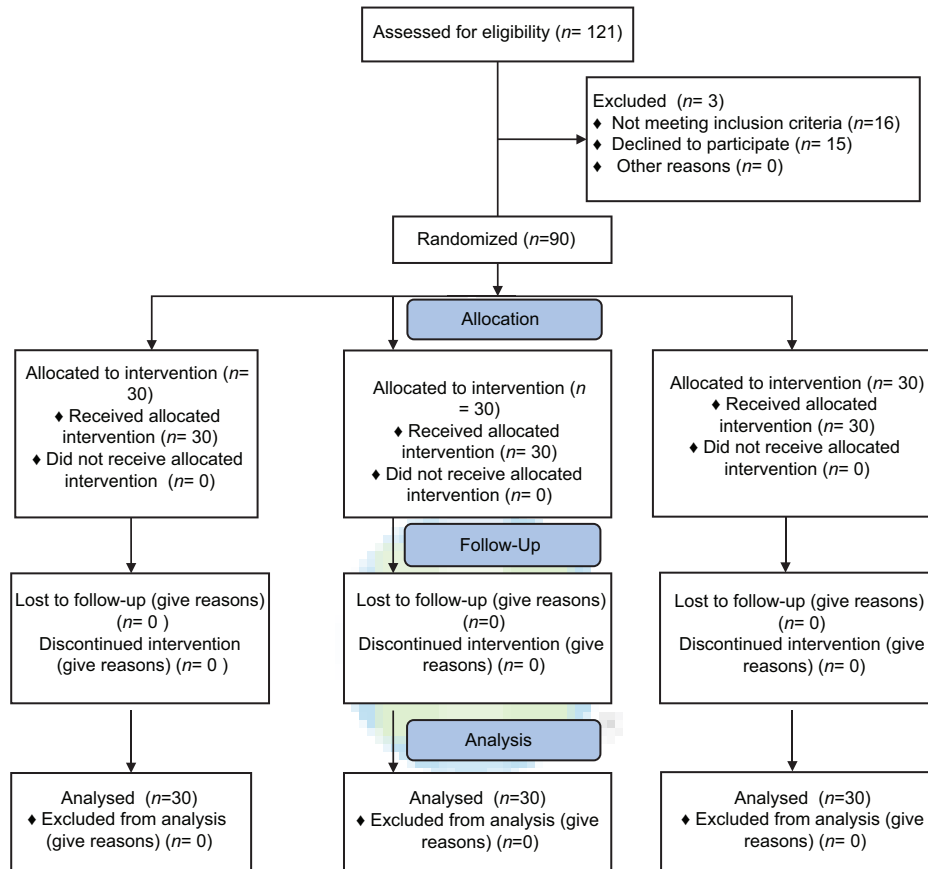 Assessed for eligibility (n= 121)
Excluded (n= 3)
♦ Not meeting inclusion criteria (n=16)
♦ Declined to participate (n= 15)
♦ Other reasons (n= 0)
Randomized (n=90)
Allocation
Allocated to intervention (n=
30)
♦ Received allocated
intervention (n= 30)
♦ Did not receive allocated
intervention (n= 0)
Allocated to intervention (n
= 30)
♦ Received allocated
intervention (n= 30)
♦ Did not receive allocated
intervention (n= 0)
Allocated to intervention (n= 30)
♦ Received allocated
intervention (n= 30)
♦ Did not receive allocated
intervention (n= 0)
Follow-Up
Lost to follow-up (give reasons)
(n= 0 )
Discontinued intervention
(give reasons) (n= 0 )
Lost to follow-up (give reasons)
(n=0)
Discontinued intervention (give
reasons) (n= 0)
Lost to follow-up (give reasons)
(n= 0)
Discontinued intervention (give
reasons) (n= 0)
Analysis
Analysed (n=30)
♦ Excluded from analysis
(give reasons) (n= 0)
Analysed (n=30)
♦ Excluded from analysis (give
reasons) (n=0)
Analysed (n=30)
♦ Excluded from analysis (give
reasons) (n= 0)